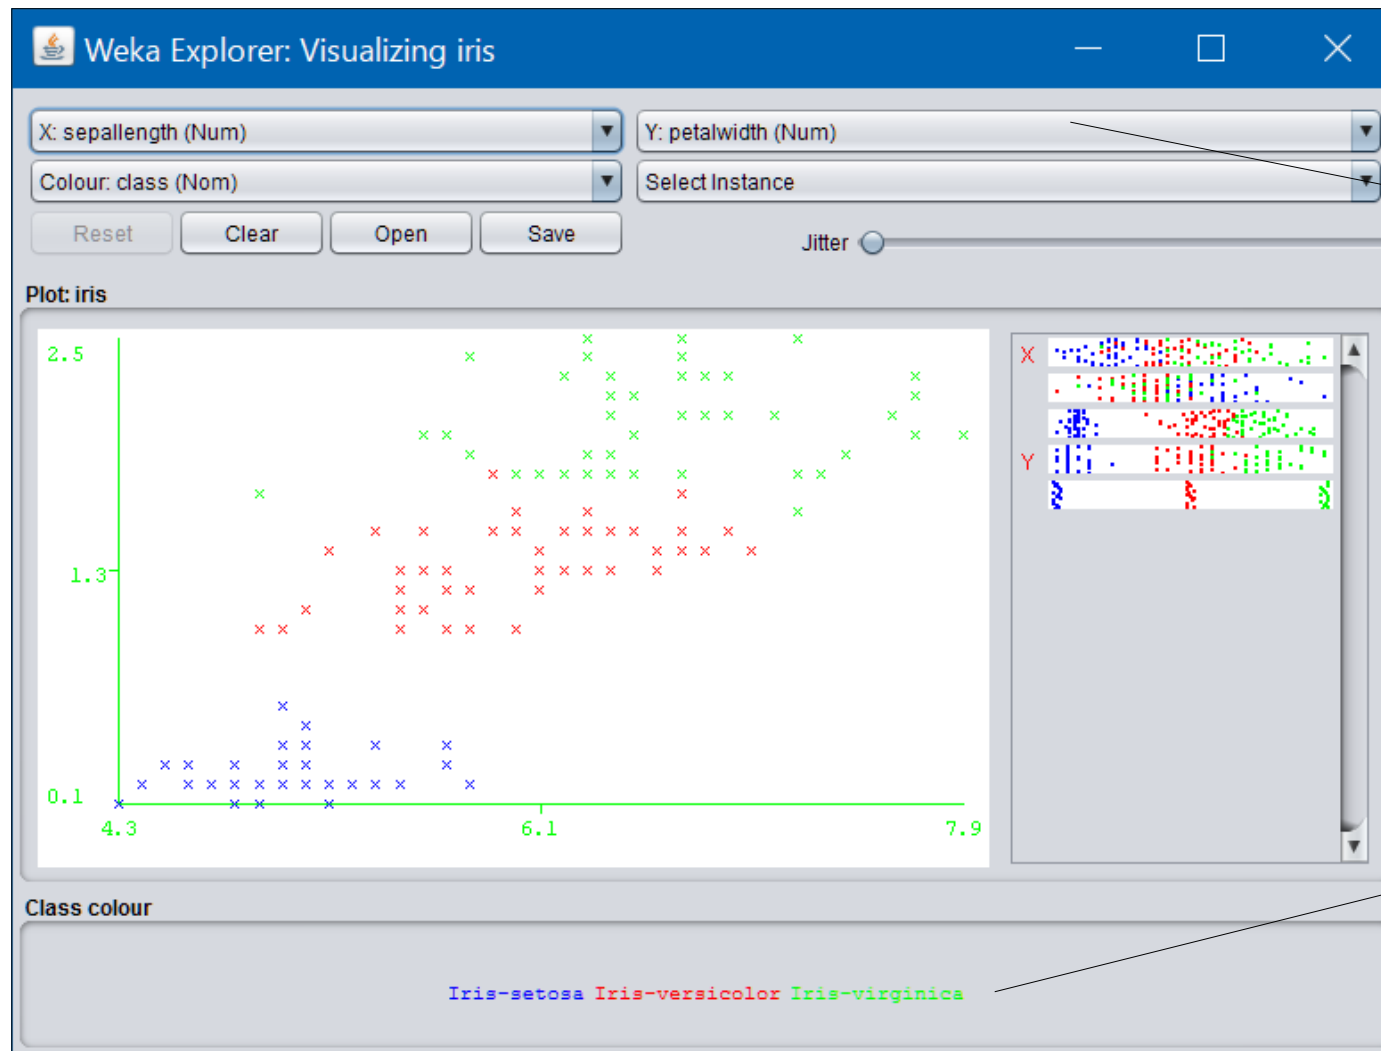 Weka Explorer: Visualizing iris
X: sepallength (Num) Y: petalwidth (Num)
Colour: class (Nom) Select Instance
Reset Clear Open Save Jitter
Plot: iris
2.5
1.3
0.1
4.3 6.1 7.9
X
Y
Class colour
Iris-setosa Iris-versicolor Iris-virginica